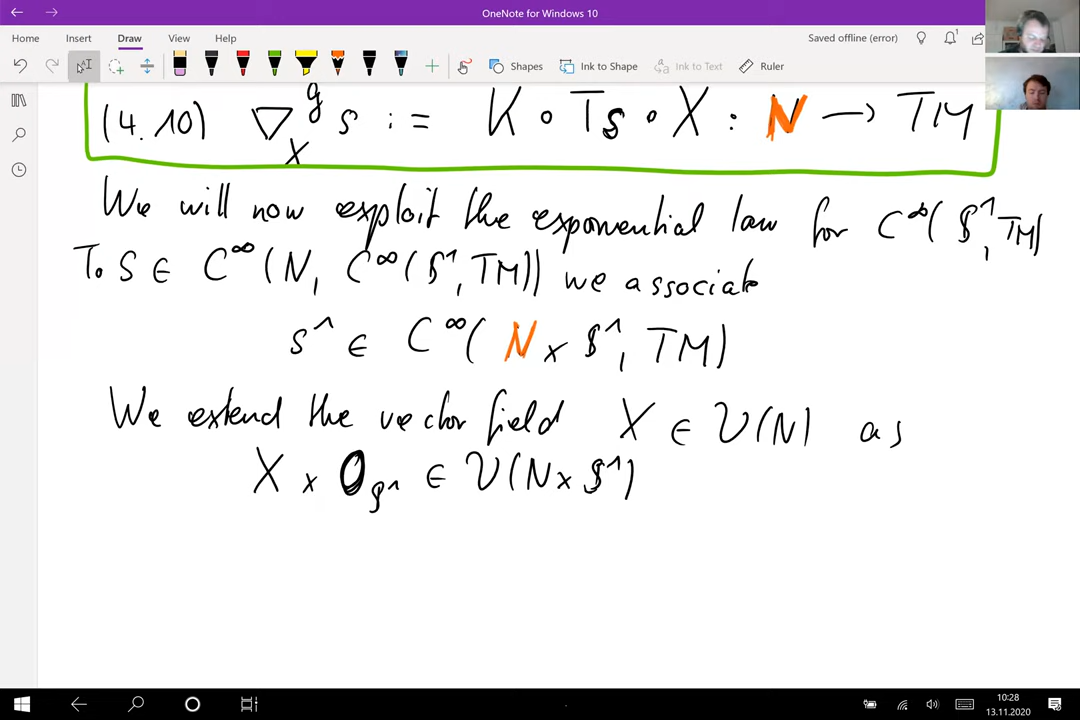 OneNote for Windows 10
Home Insert Draw View Help
Saved offline (error)
Shapes Ink to Shape Ink to Text Ruler
(4.10) ∇^g_X s := K ∘ Ts ∘ X : N → TM
We will now exploit the exponential law for C^∞(S^1, TM)
To s ∈ C^∞(N, C^∞(S^1, TM)) we associate
s^∧ ∈ C^∞(N × S^1, TM)
We extend the vector field X ∈ V(N) as
X × 0_{S^1} ∈ V(N × S^1)
10:28
13.11.2020